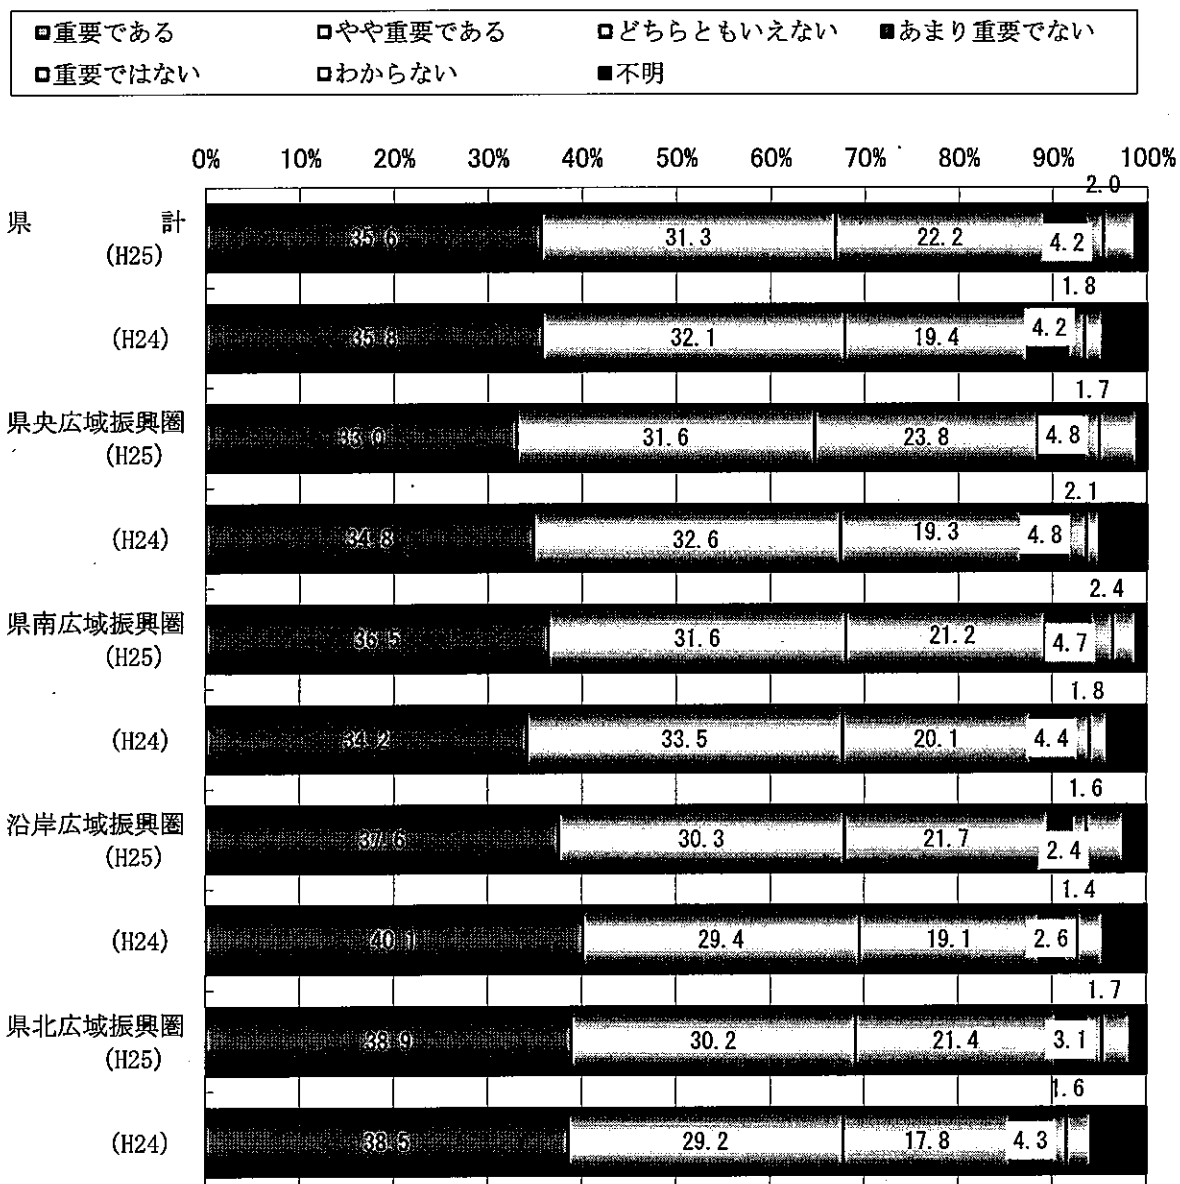 ■重要である □やや重要である □どちらともいえない ■あまり重要でない
□重要ではない □わからない ■不明
0% 10% 20% 30% 40% 50% 60% 70% 80% 90% 100%
2.0
県 計
(H25)
35.6 31.3 22.2 4.2
1.8
(H24) 35.8 32.1 19.4 4.2
1.7
県央広域振興圏
(H25)
33.0 31.6 23.8 4.8
2.1
(H24) 34.8 32.6 19.3 4.8
2.4
県南広域振興圏
(H25)
36.5 31.6 21.2 4.7
1.8
(H24) 34.2 33.5 20.1 4.4
1.6
沿岸広域振興圏
(H25)
37.6 30.3 21.7 2.4
1.4
(H24) 40.1 29.4 19.1 2.6
1.7
県北広域振興圏
(H25)
38.9 30.2 21.4 3.1
1.6
(H24) 38.5 29.2 17.8 4.3